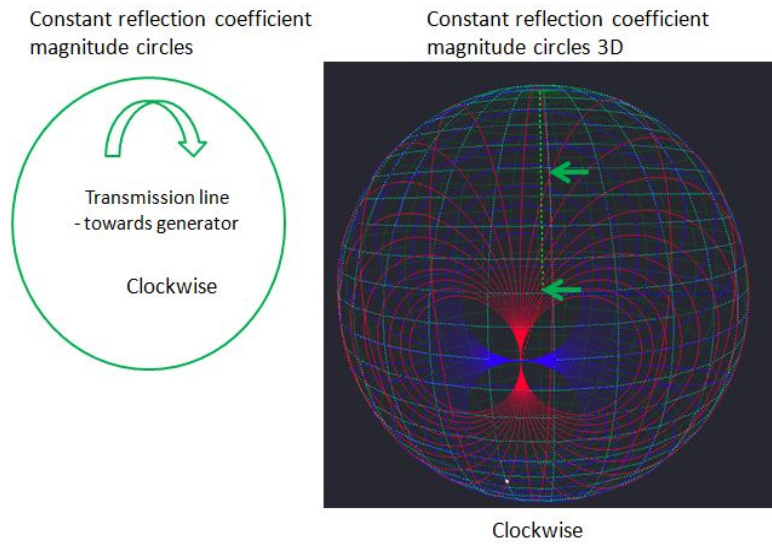 Constant reflection coefficient
magnitude circles
Transmission line
- towards generator
Clockwise
Constant reflection coefficient
magnitude circles 3D
Clockwise